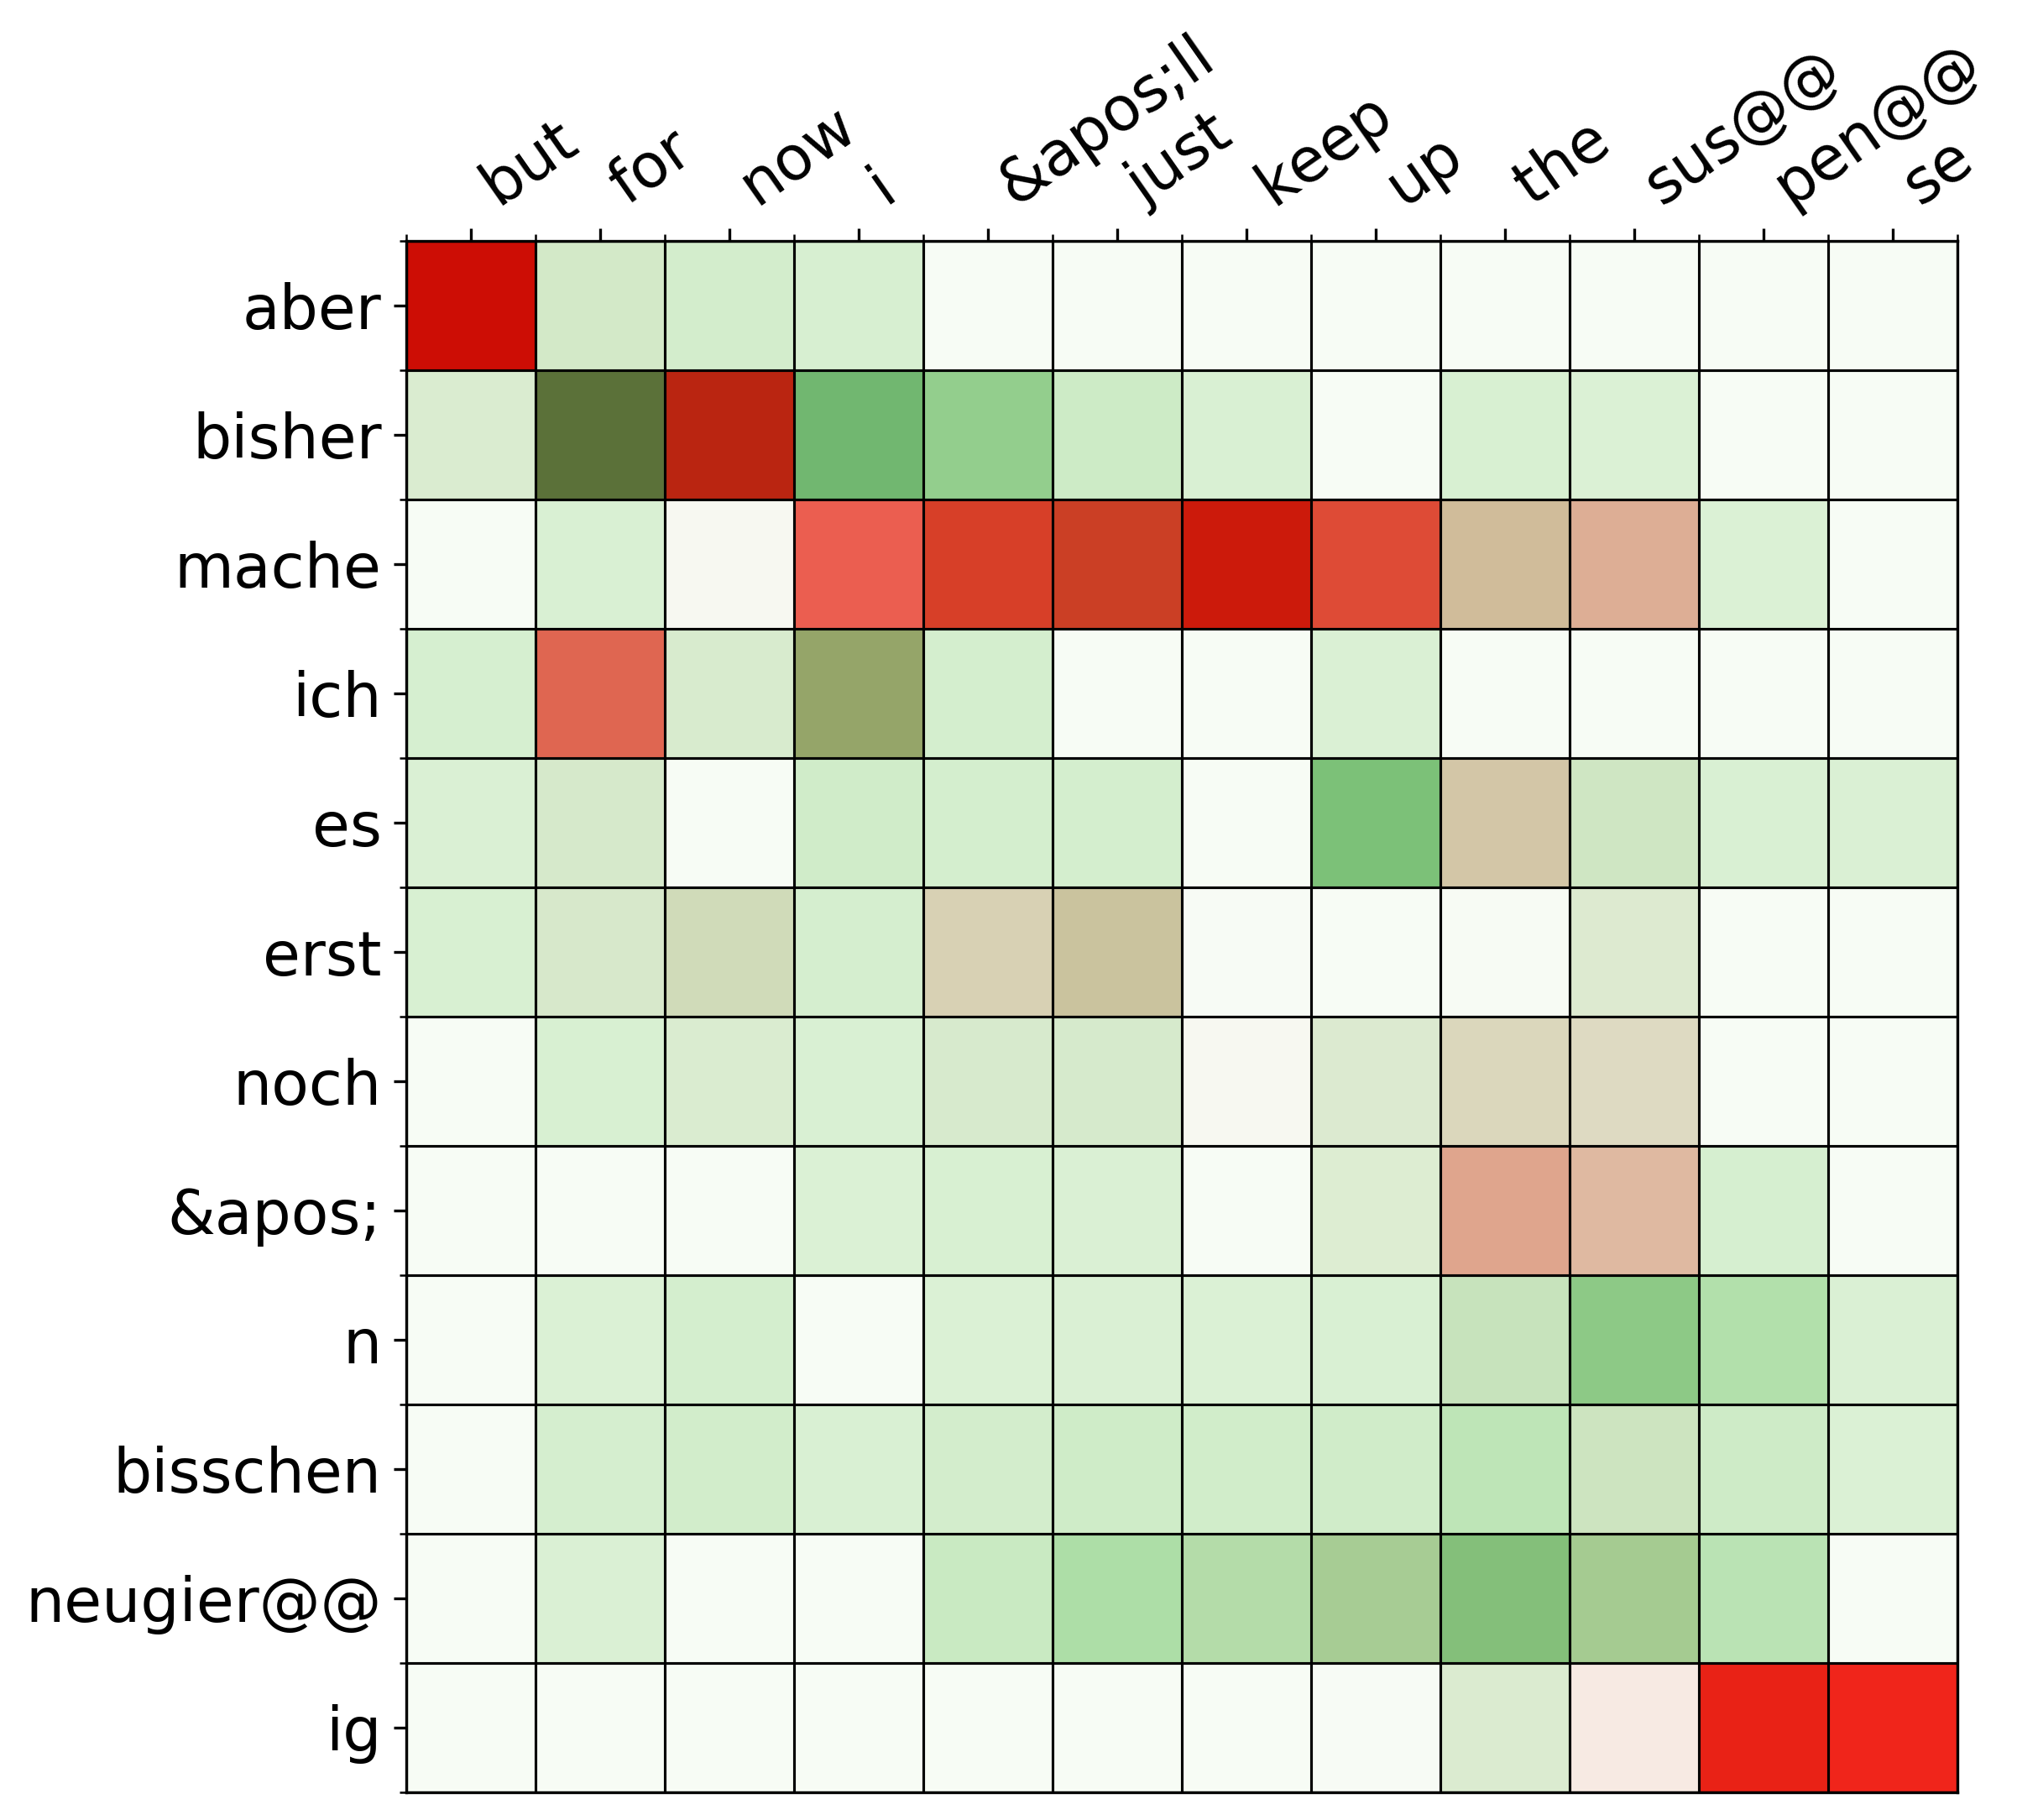 but for now i &apos;ll just keep up the sus@@ pen@@ se
aber
bisher
mache
ich
es
erst
noch
&apos;
n
bisschen
neugier@@
ig